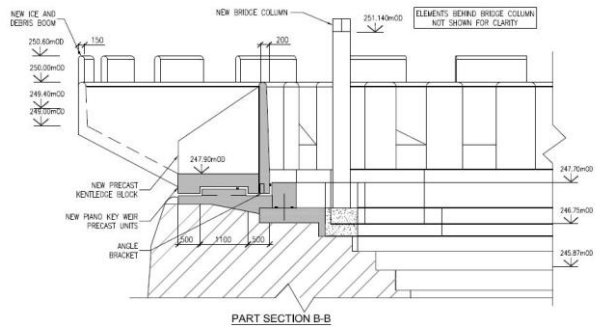 NEW ICE AND
DEBRIS BOOM
150
NEW BRIDGE COLUMN
251.140mOD
ELEMENTS BEHIND BRIDGE COLUMN
NOT SHOWN FOR CLARITY
200
250.60mOD
250.00mOD
249.40mOD
249.00mOD
247.90mOD
247.70mOD
NEW PRECAST
KENTLEDGE BLOCK
NEW PIANO KEY WEIR
PRECAST UNITS
246.75mOD
ANGLE
BRACKET
500
1100
500
245.87mOD
PART SECTION B-B